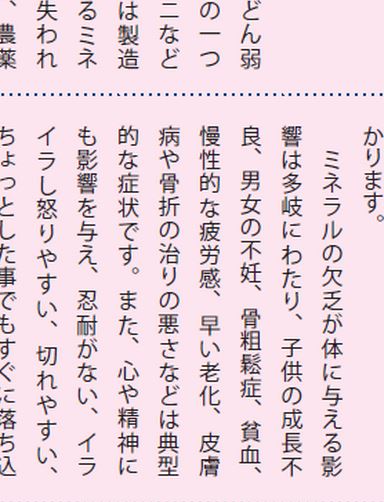 どん弱
の一つ
ニなど
は製造
るミネ
失われ
、農薬
かります。
ミネラルの欠乏が体に与える影
響は多岐にわたり、子供の成長不
良、男女の不妊、骨粗鬆症、貧血、
慢性的な疲労感、早い老化、皮膚
病や骨折の治りの悪さなどは典型
的な症状です。また、心や精神に
も影響を与え、忍耐がない、イラ
イラし怒りやすい、切れやすい、
ちょっとした事でもすぐに落ち込